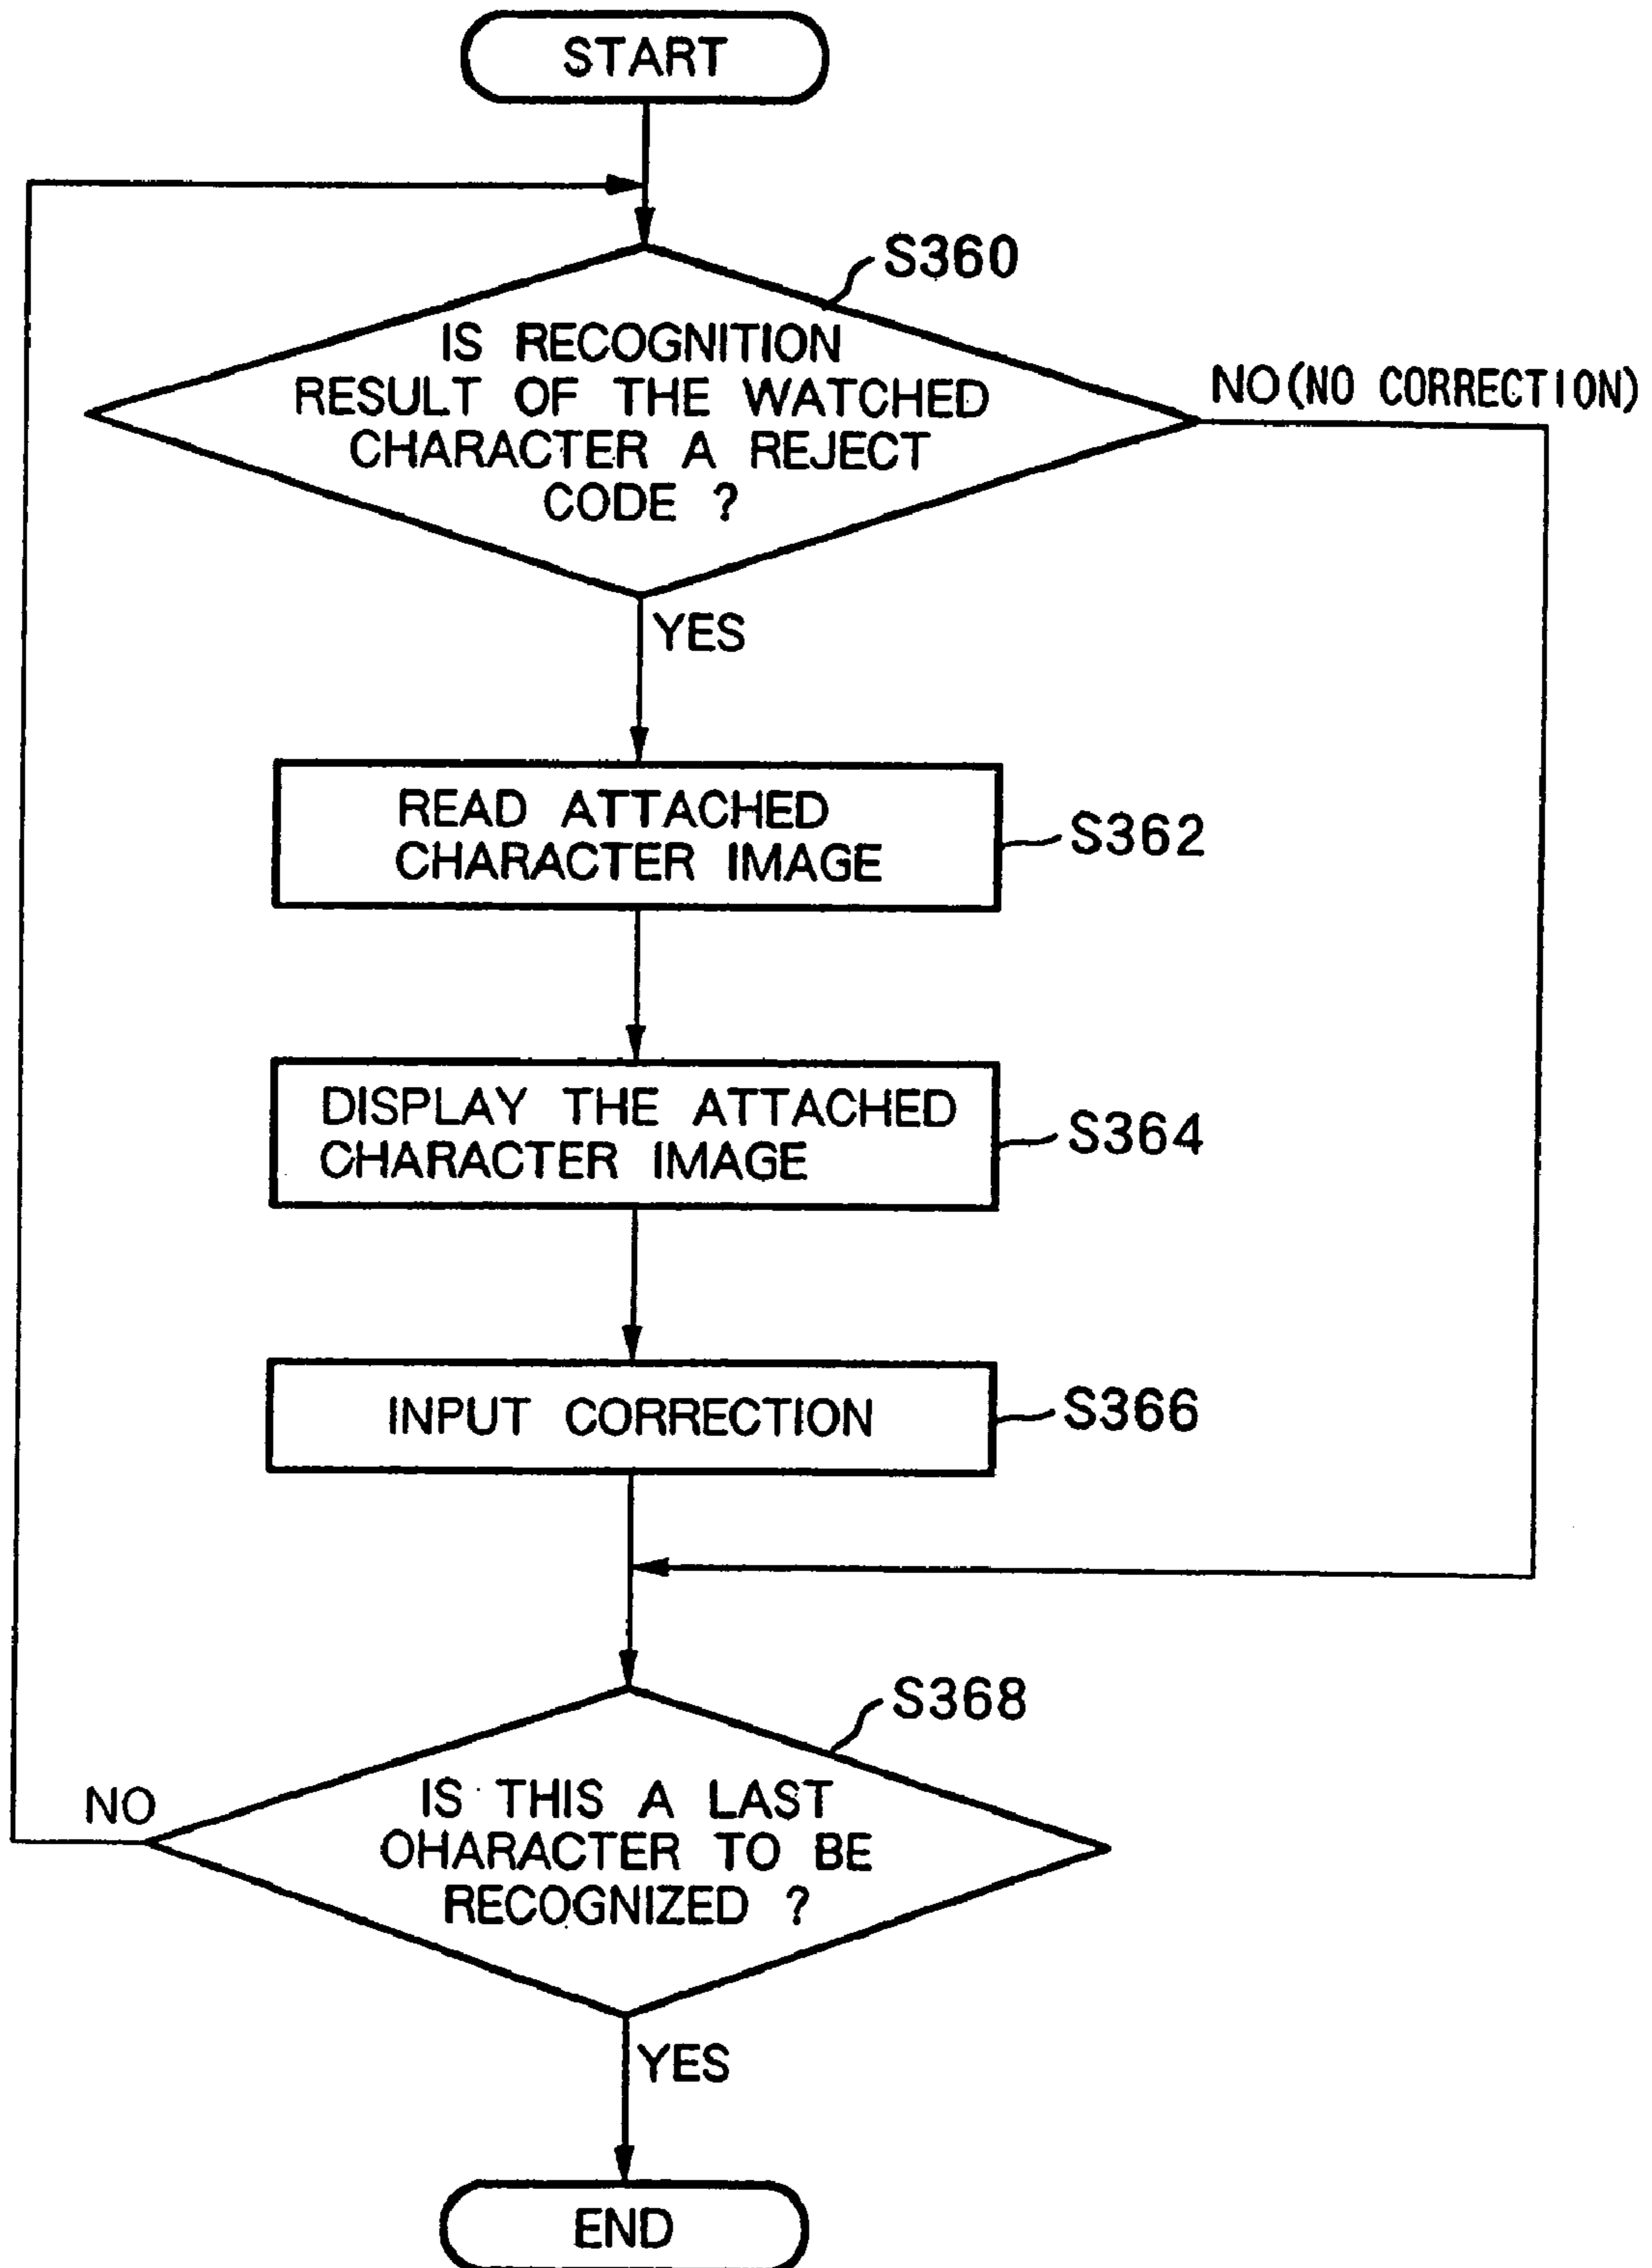 START
S360
IS RECOGNITION
RESULT OF THE WATCHED
CHARACTER A REJECT
CODE ?
NO(NO CORRECTION)
YES
READ ATTACHED
CHARACTER IMAGE
S362
DISPLAY THE ATTACHED
CHARACTER IMAGE
S364
INPUT CORRECTION
S366
S368
NO
IS THIS A LAST
OHARACTER TO BE
RECOGNIZED ?
YES
END